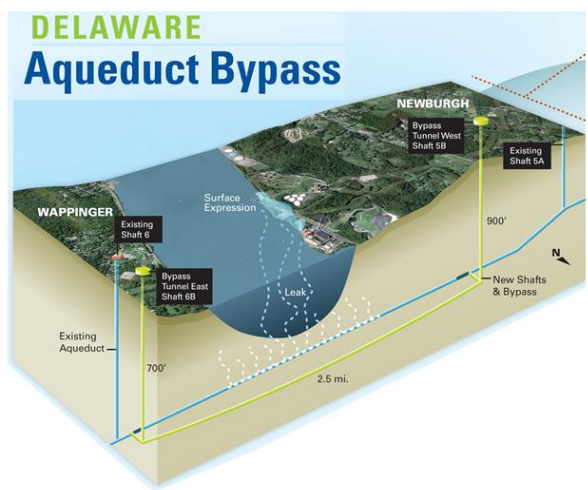 DELAWARE
Aqueduct Bypass
NEWBURGH
Bypass
Tunnel West
Shaft 5B
Existing
Shaft 5A
Surface
Expression
WAPPINGER
Existing
Shaft 6
900'
Bypass
Tunnel East
Shaft 6B
N
Leak
New Shafts
& Bypass
Existing
Aqueduct
700'
2.5 mi.